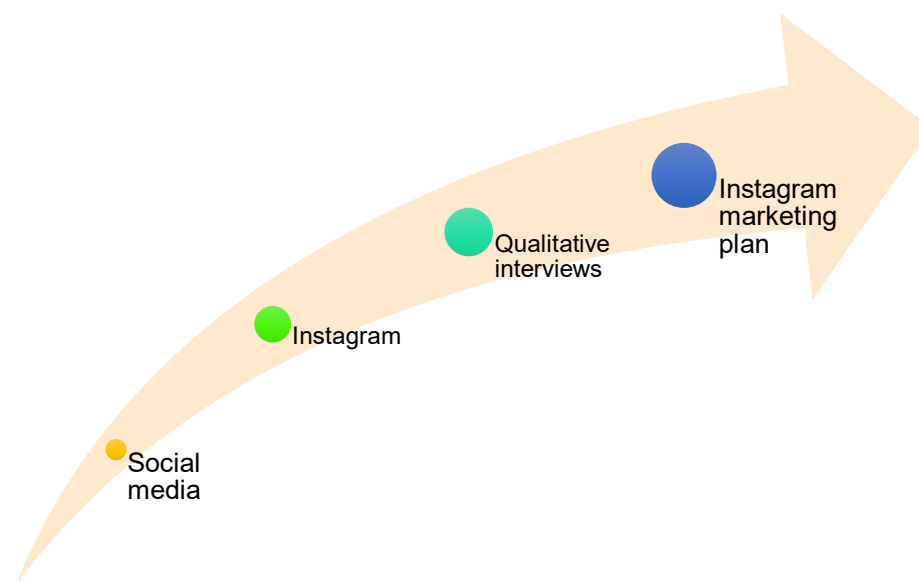 Social
media
Instagram
Qualitative
interviews
Instagram
marketing
plan